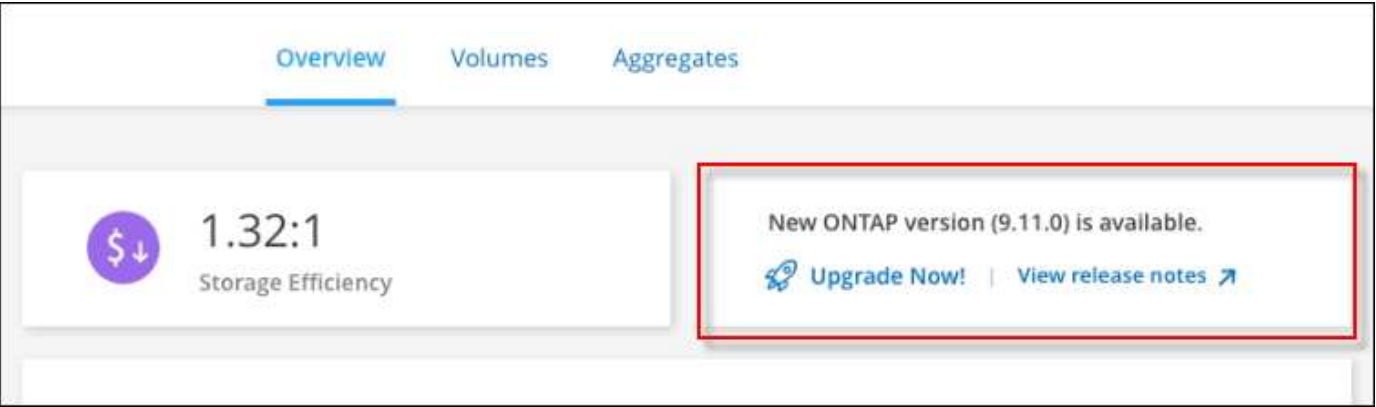 Overview Volumes Aggregates
1.32:1
Storage Efficiency
New ONTAP version (9.11.0) is available.
Upgrade Now! | View release notes